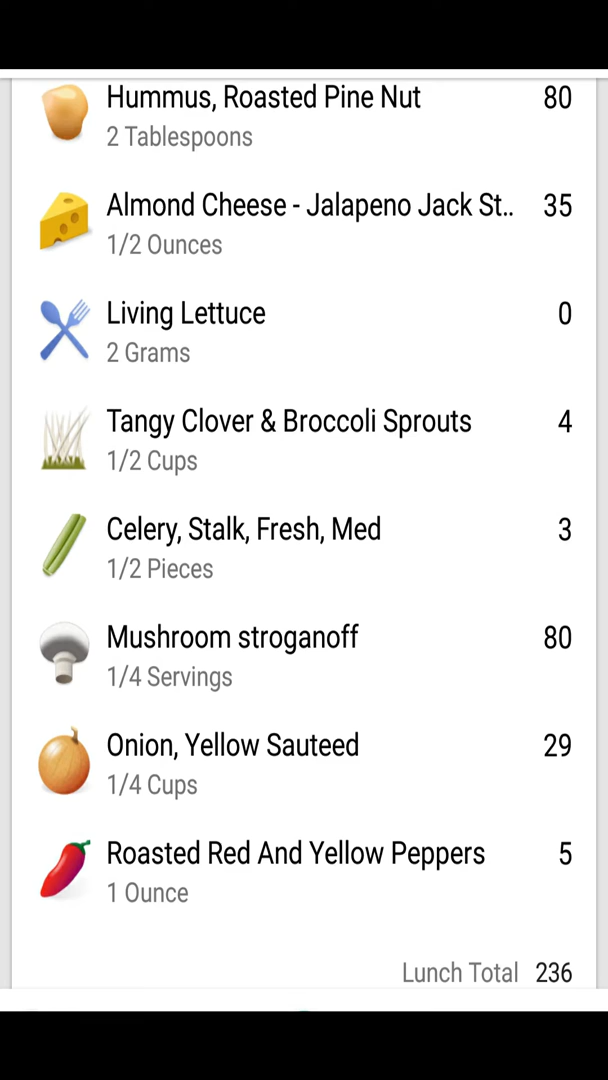 Hummus, Roasted Pine Nut 80
2 Tablespoons
Almond Cheese - Jalapeno Jack St.. 35
1/2 Ounces
Living Lettuce 0
2 Grams
Tangy Clover & Broccoli Sprouts 4
1/2 Cups
Celery, Stalk, Fresh, Med 3
1/2 Pieces
Mushroom stroganoff 80
1/4 Servings
Onion, Yellow Sauteed 29
1/4 Cups
Roasted Red And Yellow Peppers 5
1 Ounce
Lunch Total 236